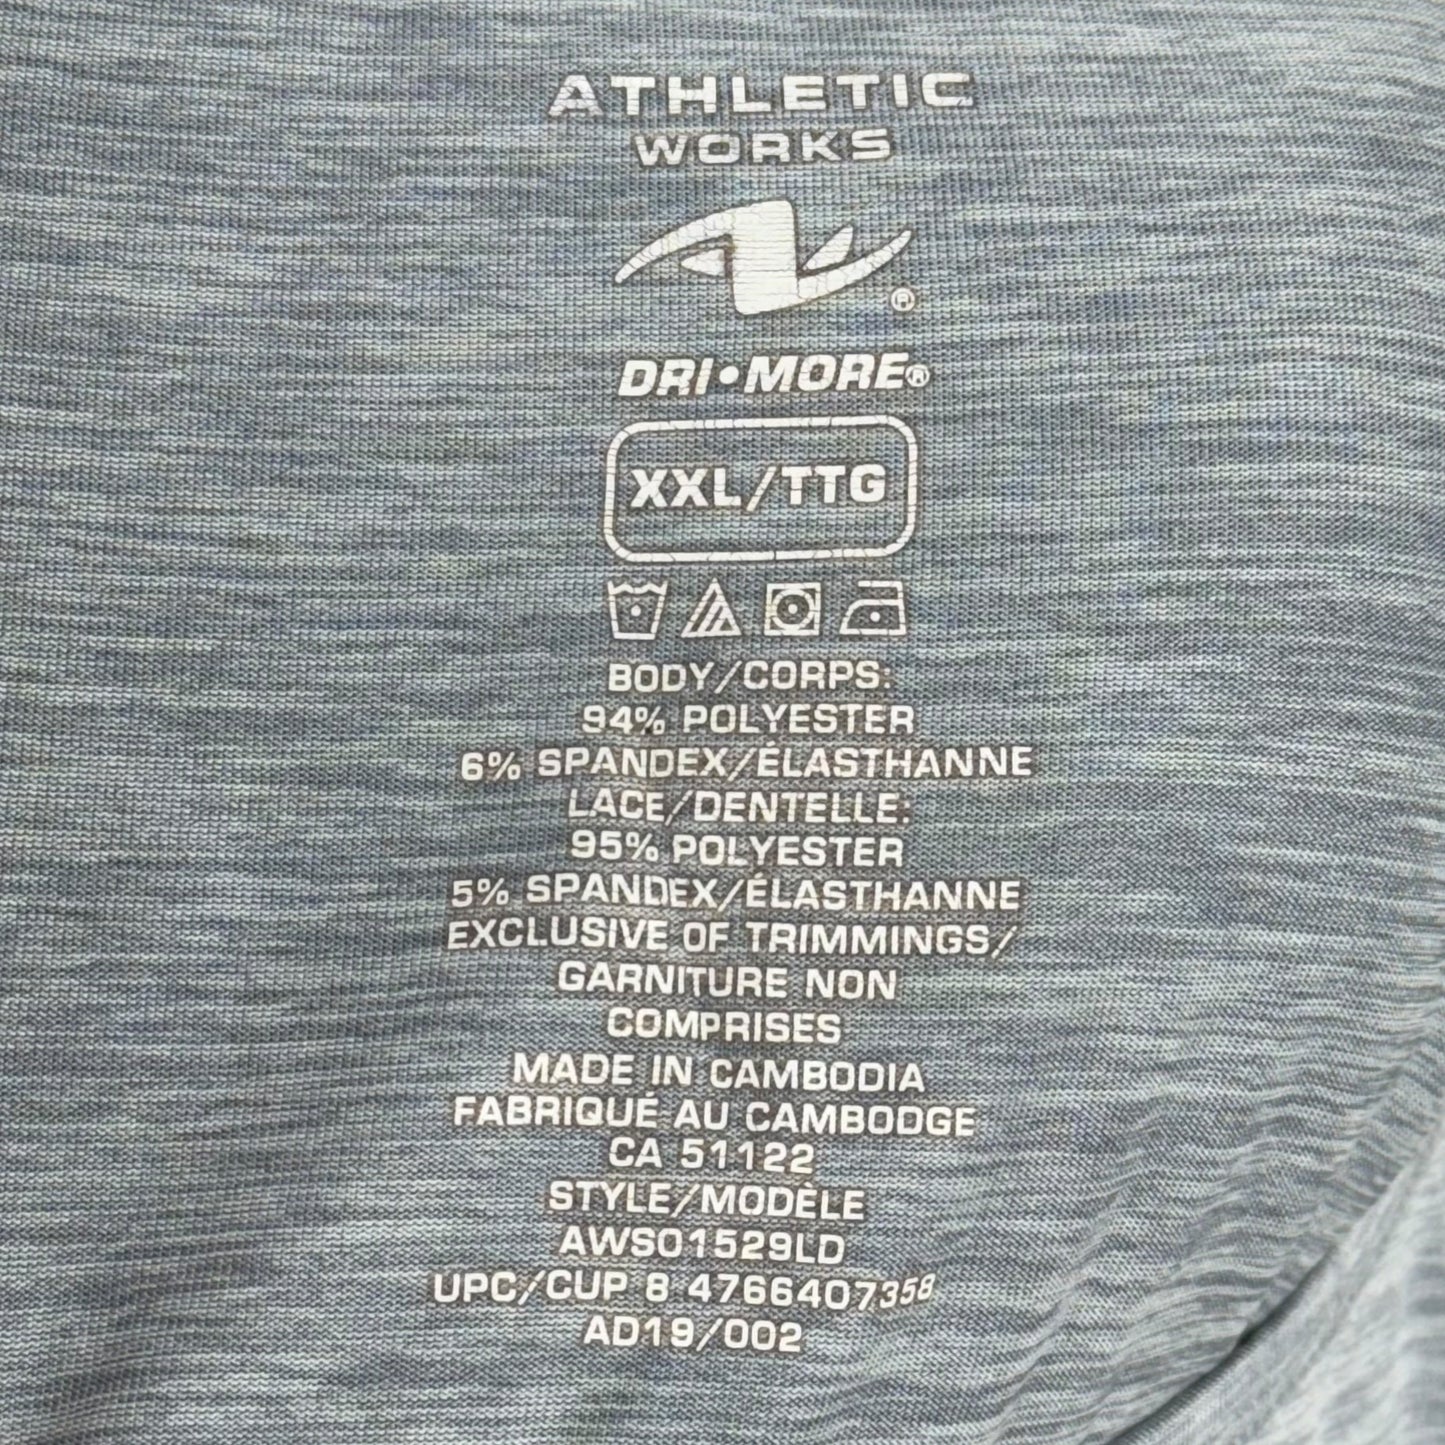 ATHLETIC
WORKS
®
DRI•MORE®
XXL/TTG
BODY/CORPS:
94% POLYESTER
6% SPANDEX/ÉLASTHANNE
LACE/DENTELLE:
95% POLYESTER
5% SPANDEX/ÉLASTHANNE
EXCLUSIVE OF TRIMMINGS/
GARNITURE NON
COMPRISES
MADE IN CAMBODIA
FABRIQUÉ AU CAMBODGE
CA 51122
STYLE/MODÈLE
AWS01529LD
UPC/CUP 8 4766407358
AD19/002